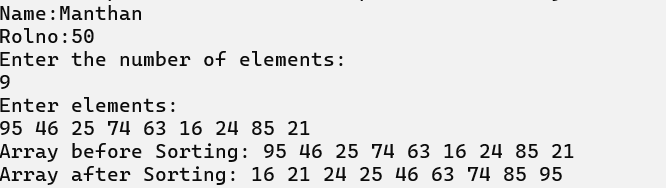 Name:Manthan
Rolno:50
Enter the number of elements:
9
Enter elements:
95 46 25 74 63 16 24 85 21
Array before Sorting: 95 46 25 74 63 16 24 85 21
Array after Sorting: 16 21 24 25 46 63 74 85 95